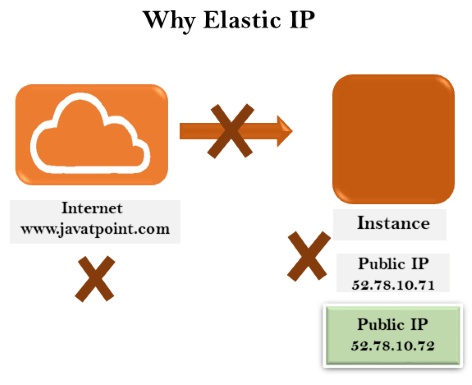 Why Elastic IP
Internet
www.javatpoint.com
Instance
Public IP
52.78.10.71
Public IP
52.78.10.72